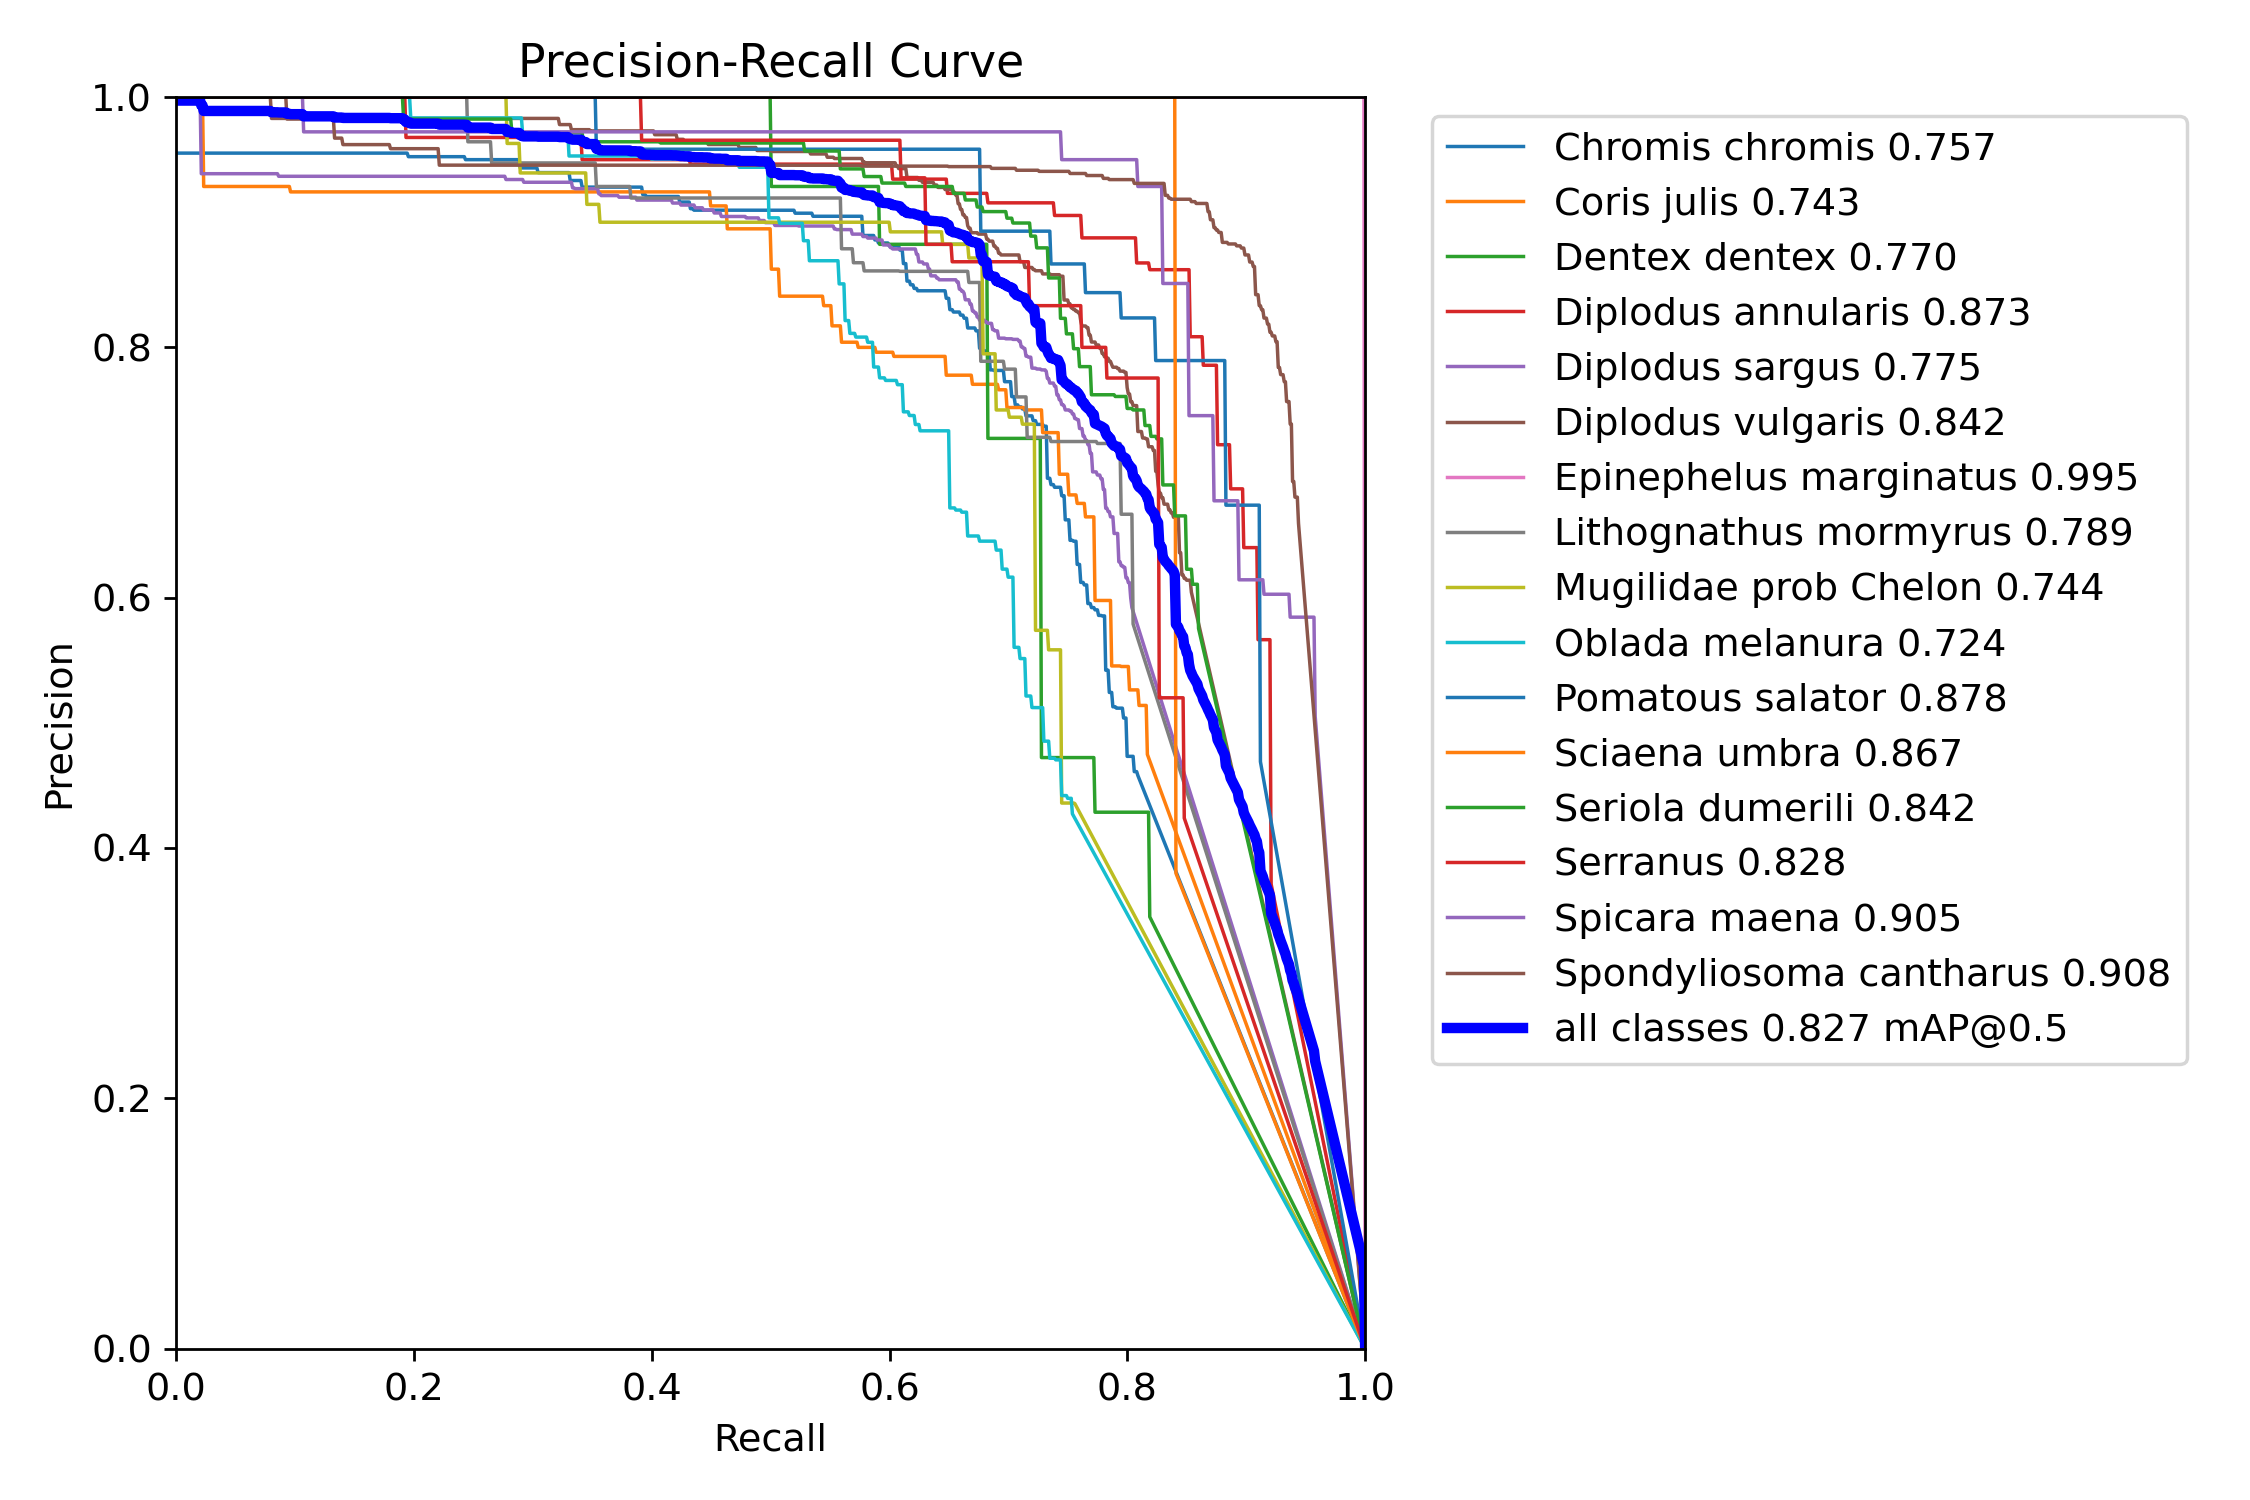 Precision-Recall Curve
1.0
0.8
0.6
0.4
0.2
0.0
Precision
0.0 0.2 0.4 0.6 0.8 1.0
Recall
Chromis chromis 0.757
Coris julis 0.743
Dentex dentex 0.770
Diplodus annularis 0.873
Diplodus sargus 0.775
Diplodus vulgaris 0.842
Epinephelus marginatus 0.995
Lithognathus mormyrus 0.789
Mugilidae prob Chelon 0.744
Oblada melanura 0.724
Pomatous salator 0.878
Sciaena umbra 0.867
Seriola dumerili 0.842
Serranus 0.828
Spicara maena 0.905
Spondyliosoma cantharus 0.908
all classes 0.827 mAP@0.5